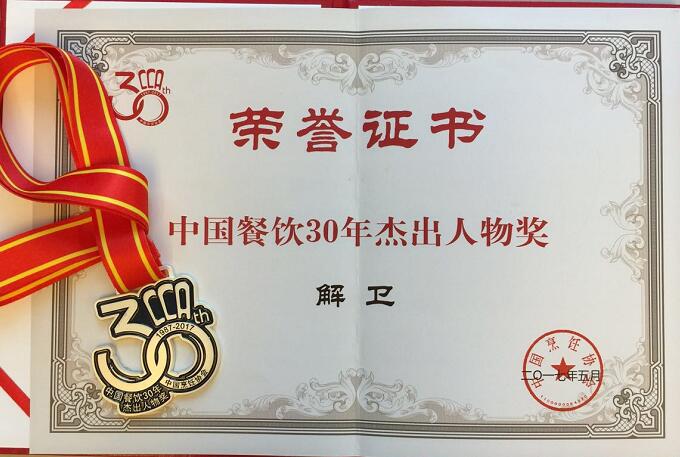 30CCAth
荣誉证书
中国餐饮30年杰出人物奖
解卫
中国烹饪协会
二〇一七年五月
30CCAth
1987-2017
中国烹饪协会
中国餐饮30年
杰出人物奖